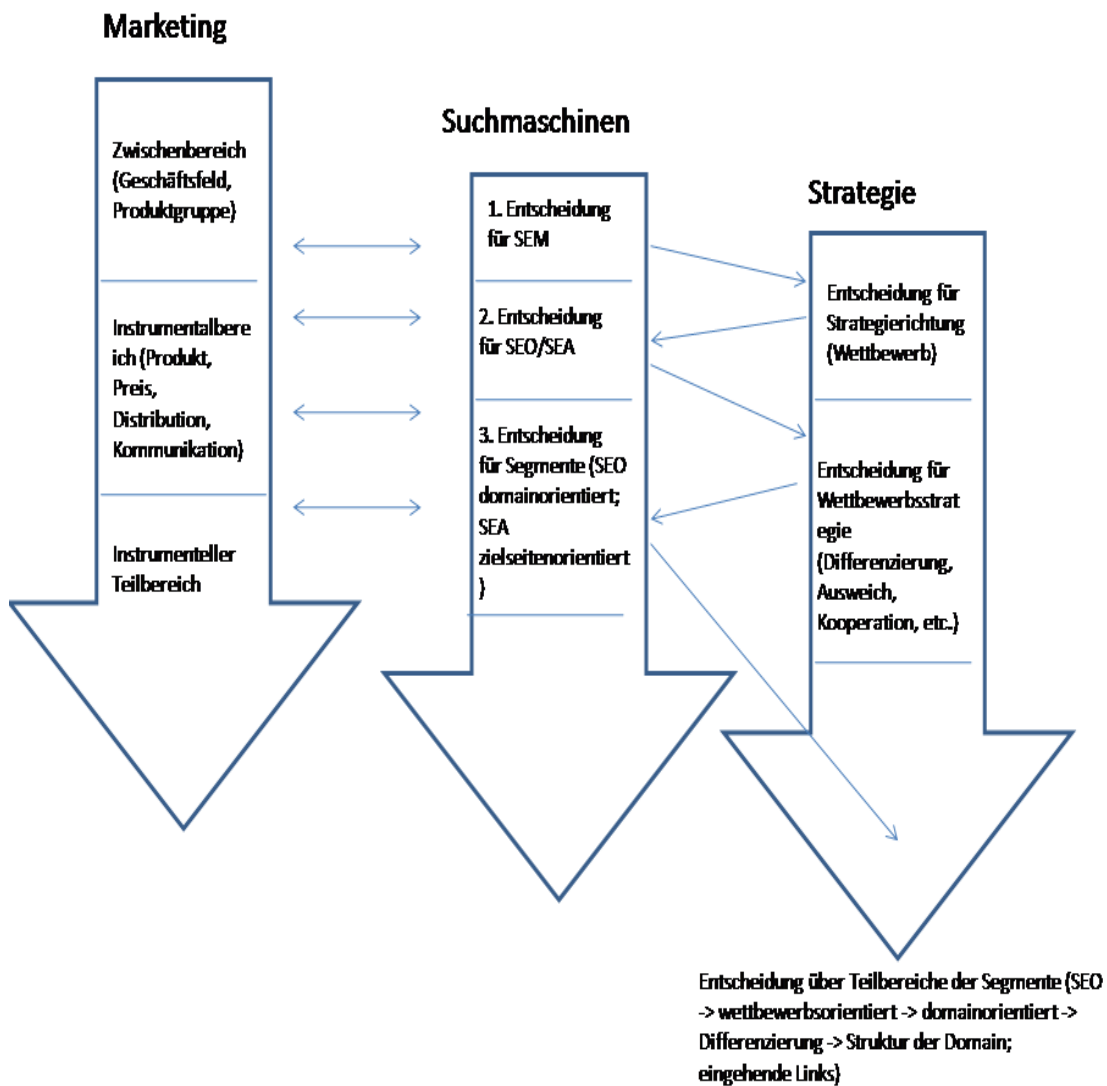 Marketing
Zwischenbereich
(Geschäftsfeld,
Produktgruppe)
Instrumentalbere
ich (Produkt,
Preis,
Distribution,
Kommunikation)
Instrumenteller
Teilbereich
Suchmaschinen
1. Entscheidung
für SEM
2. Entscheidung
für SEO/SEA
3. Entscheidung
für Segmente (SEO
domainorientiert;
SEA
zielseitenorientiert
)
Strategie
Entscheidung für
Strategierichtung
(Wettbewerb)
Entscheidung für
Wettbewerbsstrat
egie
(Differenzierung,
Ausweich,
Kooperation, etc.)
Entscheidung über Teilbereiche der Segmente (SEO
-> wettbewerbsorientiert -> domainorientiert ->
Differenzierung -> Struktur der Domain;
eingehende Links)